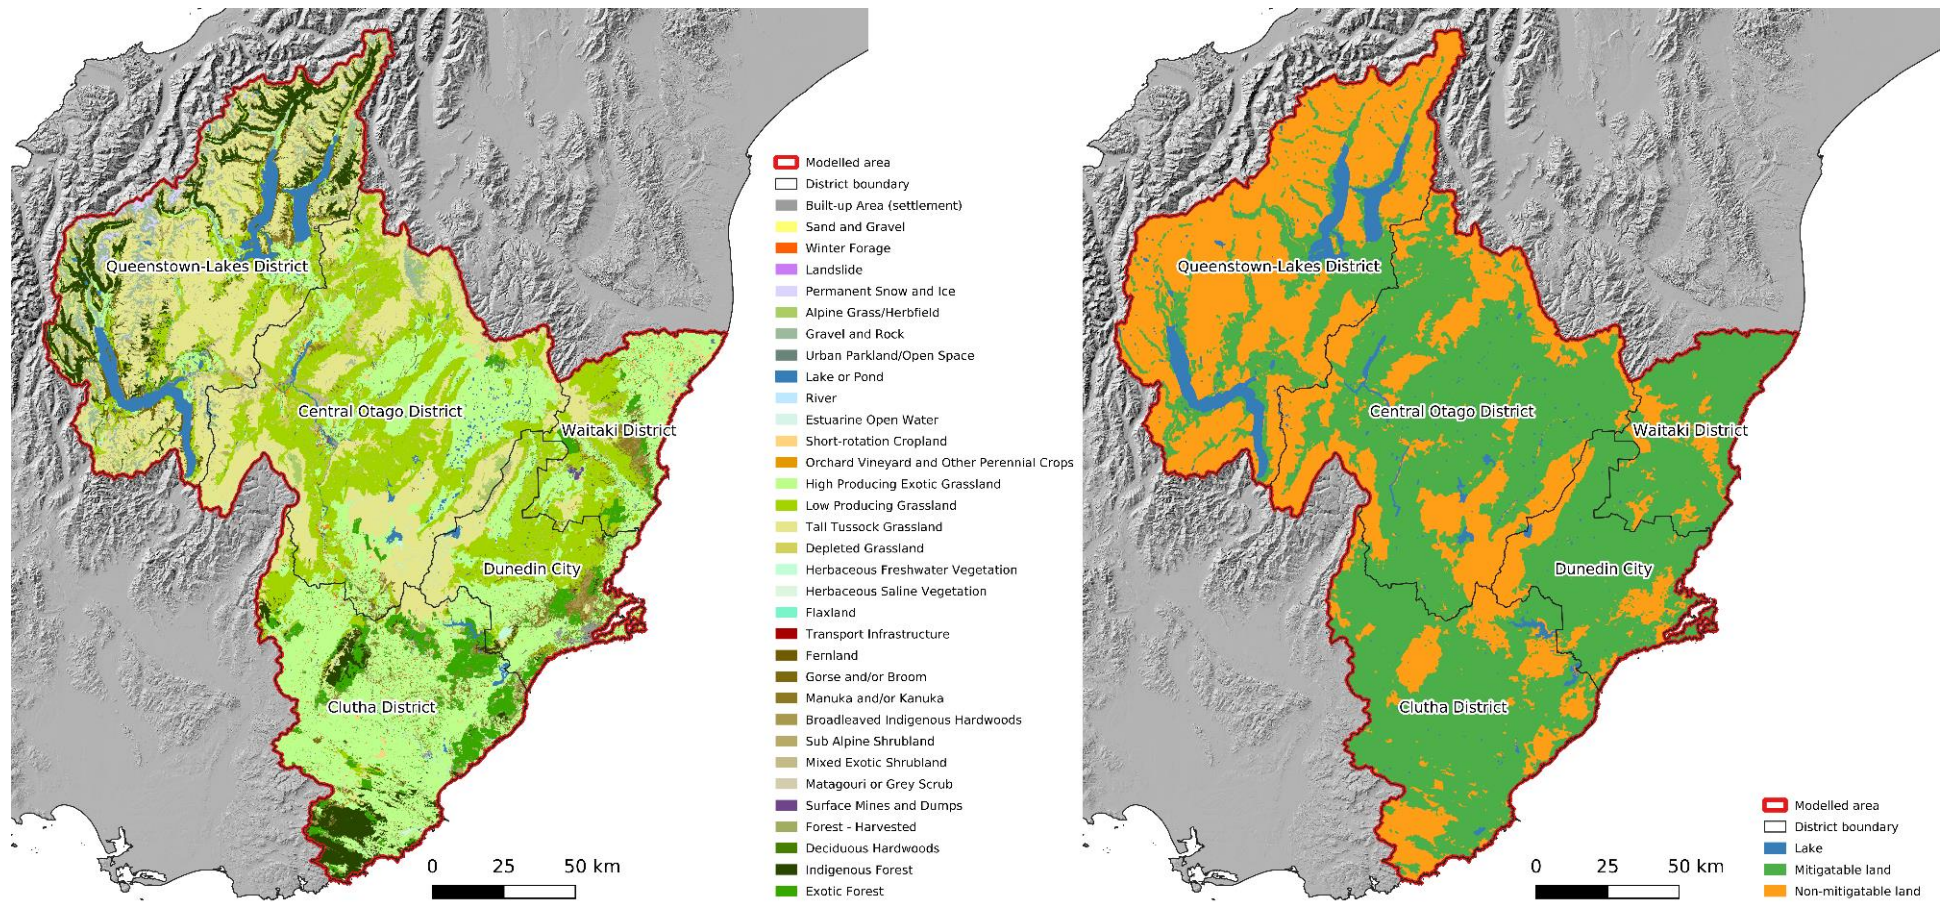 Queenstown-Lakes District
Central Otago District
Waitaki District
Dunedin City
Clutha District
0 25 50 km
Modelled area
District boundary
Built-up Area (settlement)
Sand and Gravel
Winter Forage
Landslide
Permanent Snow and Ice
Alpine Grass/Herbfield
Gravel and Rock
Urban Parkland/Open Space
Lake or Pond
River
Estuarine Open Water
Short-rotation Cropland
Orchard Vineyard and Other Perennial Crops
High Producing Exotic Grassland
Low Producing Grassland
Tall Tussock Grassland
Depleted Grassland
Herbaceous Freshwater Vegetation
Herbaceous Saline Vegetation
Flaxland
Transport Infrastructure
Fernland
Gorse and/or Broom
Manuka and/or Kanuka
Broadleaved Indigenous Hardwoods
Sub Alpine Shrubland
Mixed Exotic Shrubland
Matagouri or Grey Scrub
Surface Mines and Dumps
Forest - Harvested
Deciduous Hardwoods
Indigenous Forest
Exotic Forest
Queenstown-Lakes District
Central Otago District
Waitaki District
Dunedin City
Clutha District
0 25 50 km
Modelled area
District boundary
Lake
Mitigatable land
Non-mitigatable land